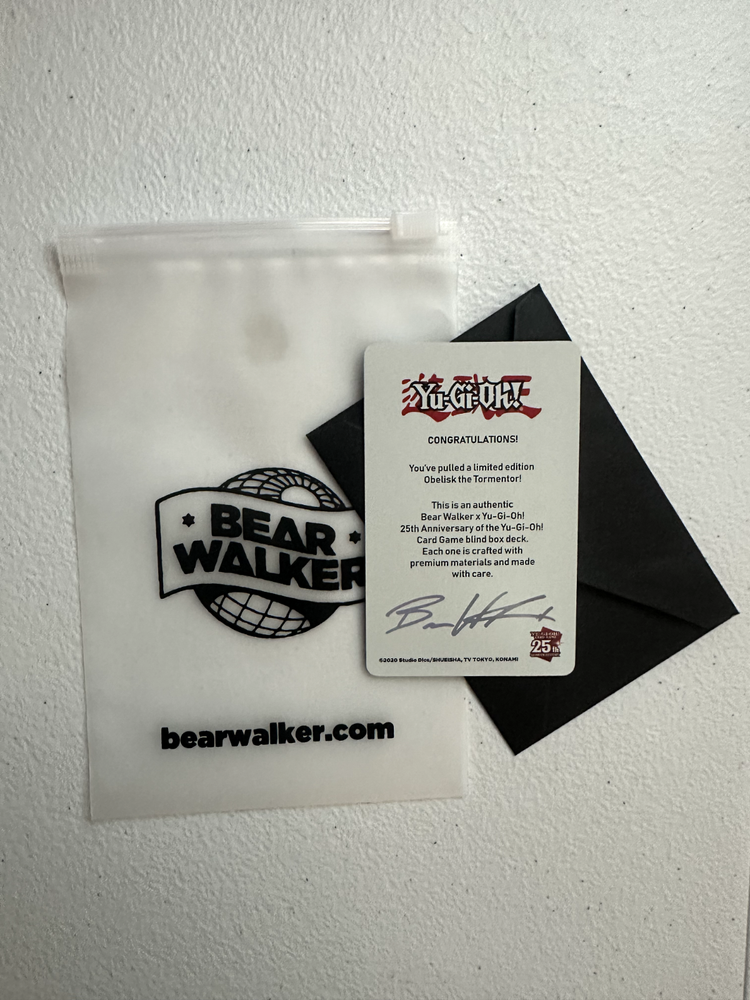 BEAR
WALKER
bearwalker.com
Yu-Gi-Oh!
CONGRATULATIONS!
You've pulled a limited edition
Obelisk the Tormentor!
This is an authentic
Bear Walker x Yu-Gi-Oh!
25th Anniversary of the Yu-Gi-Oh!
Card Game blind box deck.
Each one is crafted with
premium materials and made
with care.
25th
©2020 Studio Dice/SHUEISHA, TV TOKYO, KONAMI